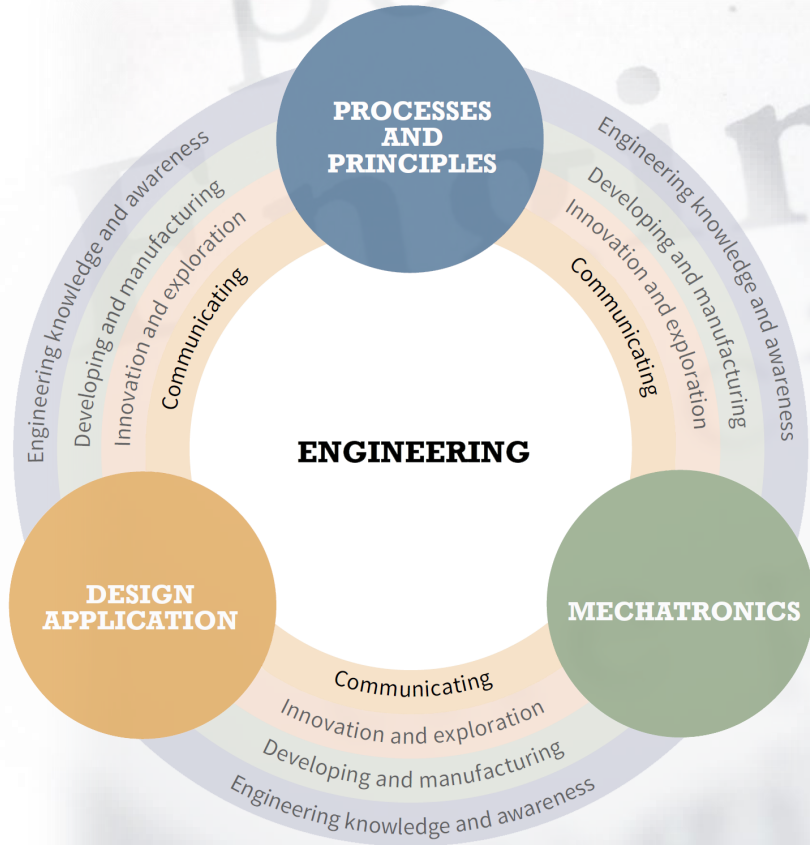 PROCESSES
AND
PRINCIPLES
Engineering knowledge and awareness
Developing and manufacturing
Innovation and exploration
Communicating
Engineering knowledge and awareness
Developing and manufacturing
Innovation and exploration
Communicating
ENGINEERING
DESIGN
APPLICATION
MECHATRONICS
Communicating
Innovation and exploration
Developing and manufacturing
Engineering knowledge and awareness